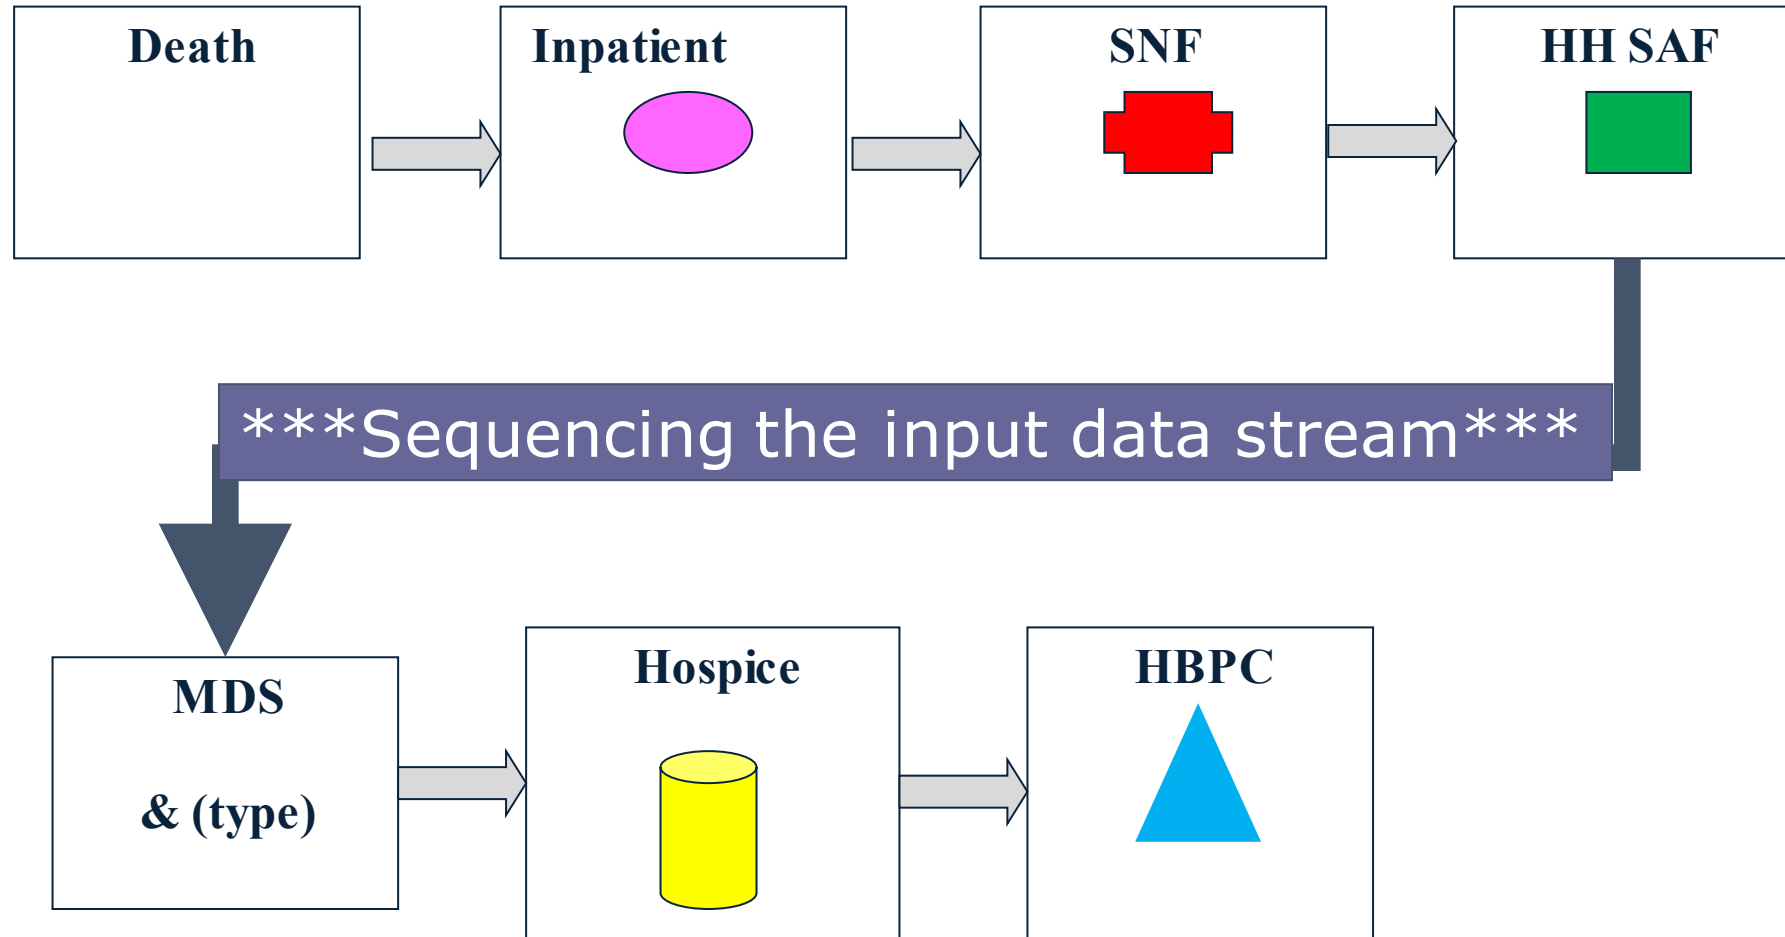 Death
Inpatient
SNF
HH SAF
***Sequencing the input data stream***
MDS
& (type)
Hospice
HBPC